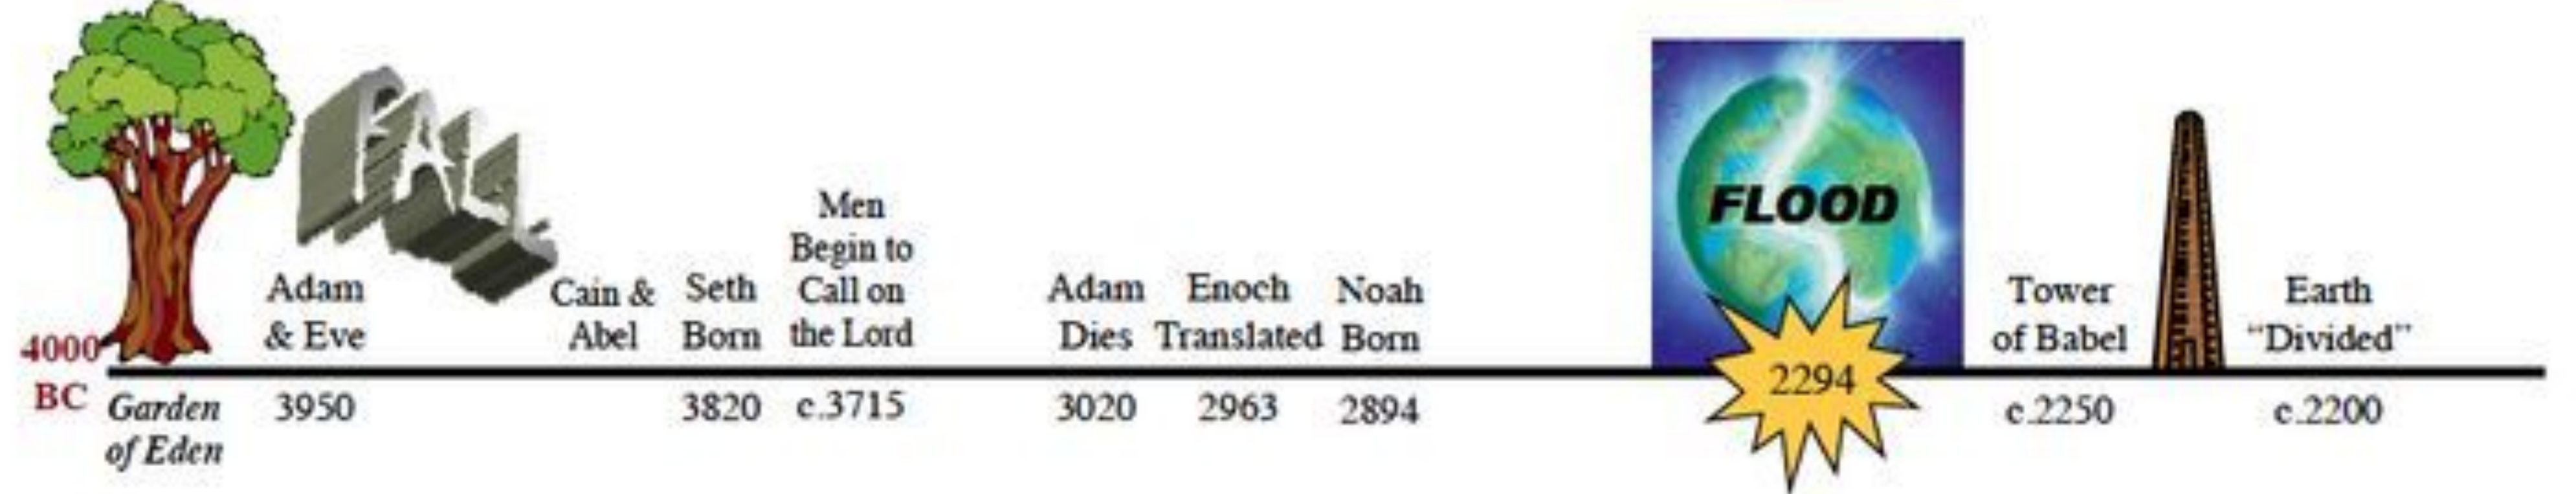 4000
BC
Garden
of Eden
Adam
& Eve
3950
FALL
Cain &
Abel
Seth
Born
3820
Men
Begin to
Call on
the Lord
c.3715
Adam
Dies
3020
Enoch
Translated
2963
Noah
Born
2894
FLOOD
2294
Tower
of Babel
c.2250
Earth
“Divided”
c.2200